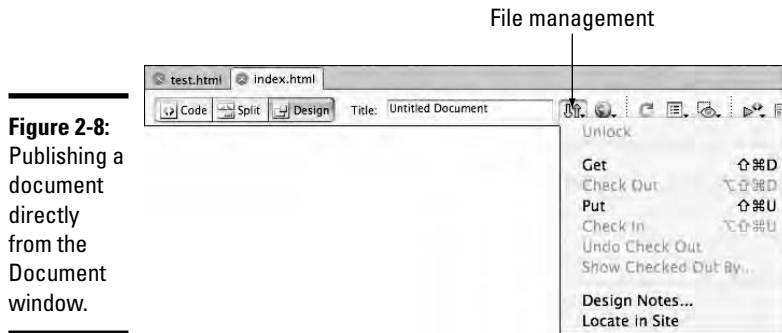 File management
test.html index.html
Code Split Design Title: Untitled Document
Figure 2-8:
Publishing a
document
directly
from the
Document
window.
Unlock
Get ⇧⌘D
Check Out ⌥⇧⌘D
Put ⇧⌘U
Check In ⌥⇧⌘U
Undo Check Out
Show Checked Out By...
Design Notes...
Locate in Site